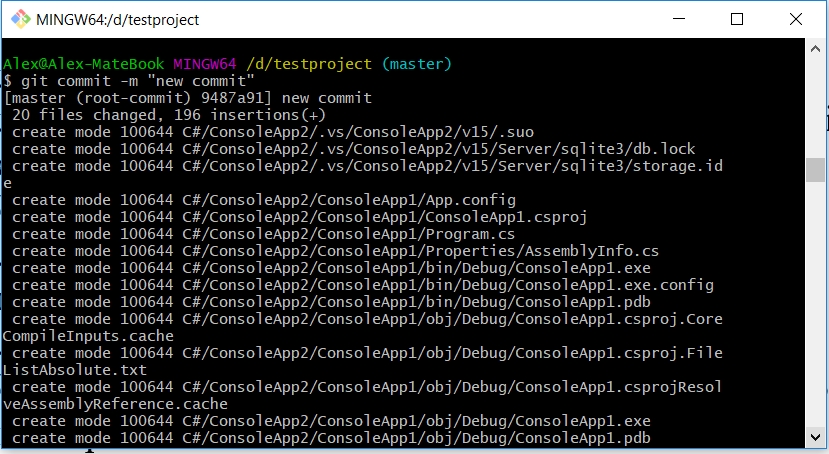 MINGW64:/d/testproject
Alex@Alex-MateBook MINGW64 /d/testproject (master)
$ git commit -m "new commit"
[master (root-commit) 9487a91] new commit
 20 files changed, 196 insertions(+)
 create mode 100644 C#/ConsoleApp2/.vs/ConsoleApp2/v15/.suo
 create mode 100644 C#/ConsoleApp2/.vs/ConsoleApp2/v15/Server/sqlite3/db.lock
 create mode 100644 C#/ConsoleApp2/.vs/ConsoleApp2/v15/Server/sqlite3/storage.id
e
 create mode 100644 C#/ConsoleApp2/ConsoleApp1/App.config
 create mode 100644 C#/ConsoleApp2/ConsoleApp1/ConsoleApp1.csproj
 create mode 100644 C#/ConsoleApp2/ConsoleApp1/Program.cs
 create mode 100644 C#/ConsoleApp2/ConsoleApp1/Properties/AssemblyInfo.cs
 create mode 100644 C#/ConsoleApp2/ConsoleApp1/bin/Debug/ConsoleApp1.exe
 create mode 100644 C#/ConsoleApp2/ConsoleApp1/bin/Debug/ConsoleApp1.exe.config
 create mode 100644 C#/ConsoleApp2/ConsoleApp1/bin/Debug/ConsoleApp1.pdb
 create mode 100644 C#/ConsoleApp2/ConsoleApp1/obj/Debug/ConsoleApp1.csproj.Core
CompileInputs.cache
 create mode 100644 C#/ConsoleApp2/ConsoleApp1/obj/Debug/ConsoleApp1.csproj.File
ListAbsolute.txt
 create mode 100644 C#/ConsoleApp2/ConsoleApp1/obj/Debug/ConsoleApp1.csprojResol
veAssemblyReference.cache
 create mode 100644 C#/ConsoleApp2/ConsoleApp1/obj/Debug/ConsoleApp1.exe
 create mode 100644 C#/ConsoleApp2/ConsoleApp1/obj/Debug/ConsoleApp1.pdb